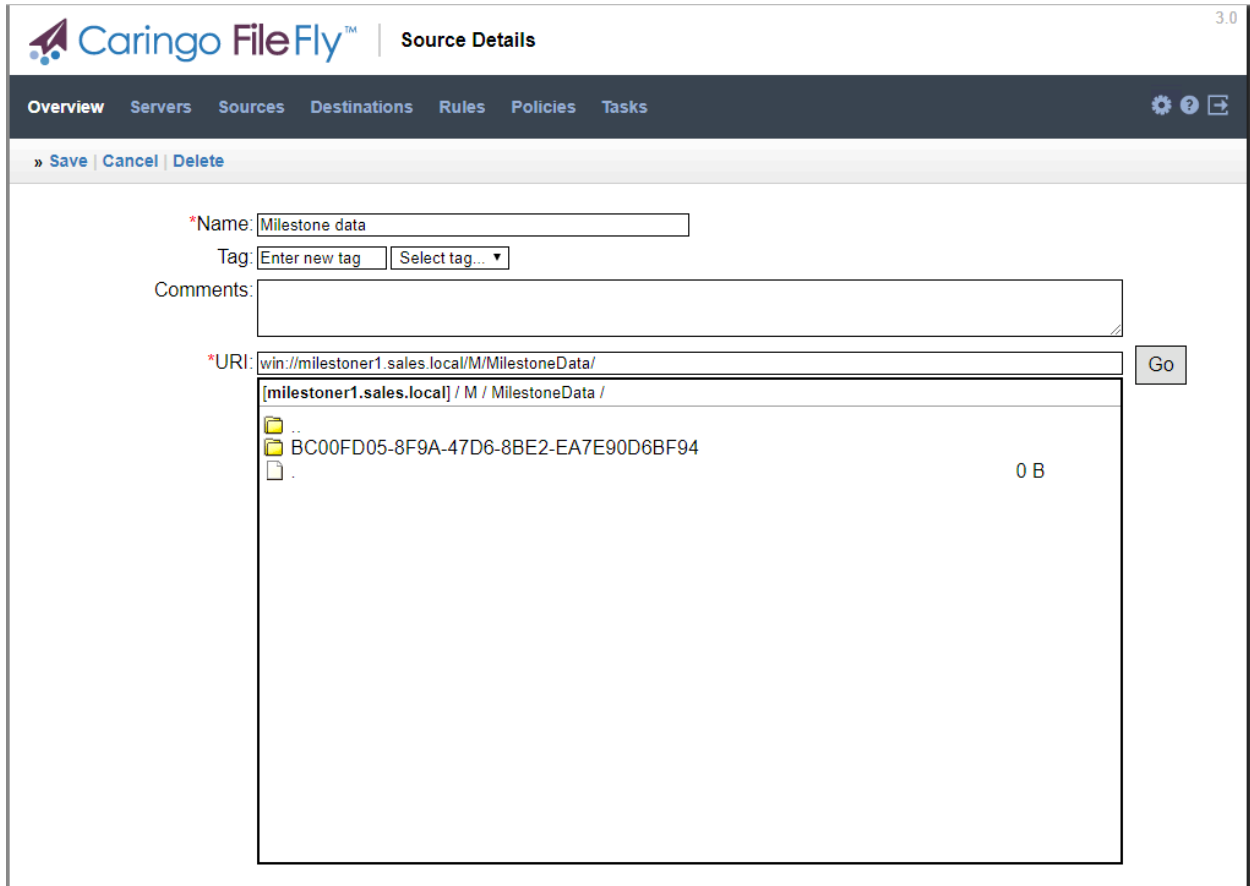 3.0
Caringo FileFly™ Source Details
Overview Servers Sources Destinations Rules Policies Tasks
» Save | Cancel | Delete
*Name: Milestone data
Tag: Enter new tag Select tag...
Comments:
*URI: win://milestoner1.sales.local/M/MilestoneData/ Go
[milestoner1.sales.local] / M / MilestoneData /
..
BC00FD05-8F9A-47D6-8BE2-EA7E90D6BF94
. 0 B